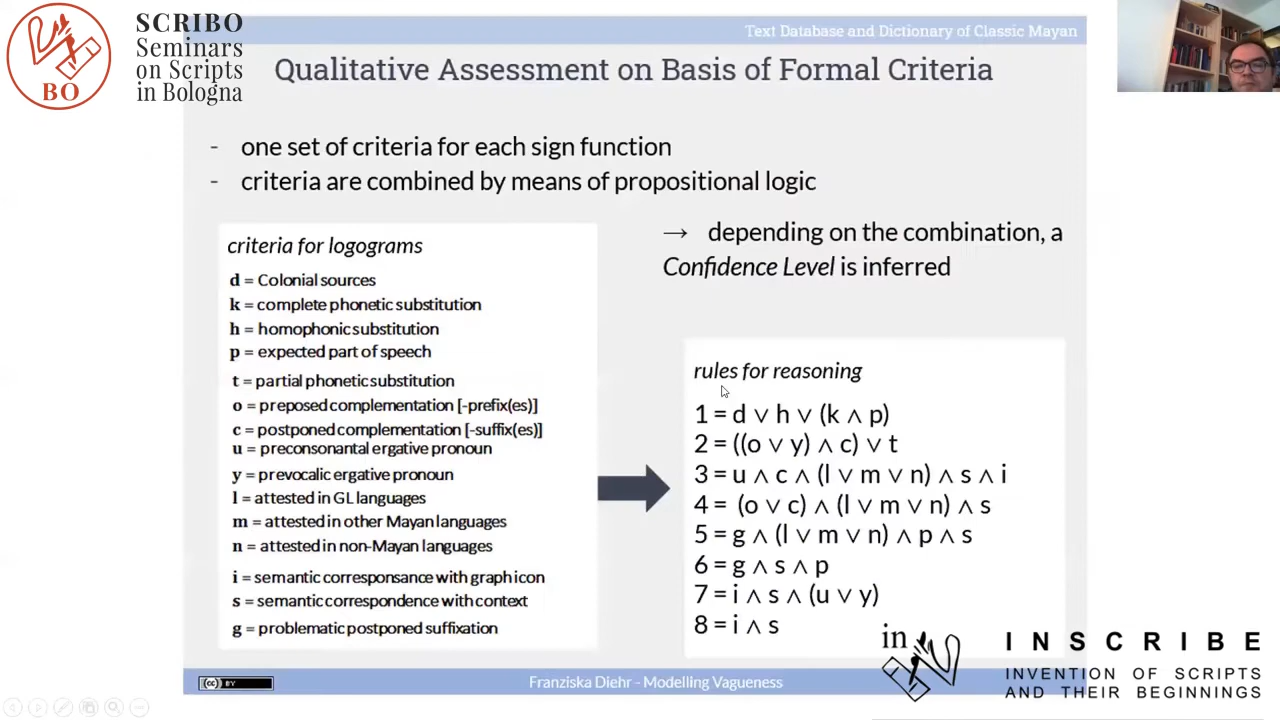 SCRIBO
Seminars
on Scripts
in Bologna
BO
Text Database and Dictionary of Classic Mayan
Qualitative Assessment on Basis of Formal Criteria
- one set of criteria for each sign function
- criteria are combined by means of propositional logic
→ depending on the combination, a
Confidence Level is inferred
criteria for logograms
d = Colonial sources
k = complete phonetic substitution
h = homophonic substitution
p = expected part of speech
t = partial phonetic substitution
o = preposed complementation [-prefix(es)]
c = postponed complementation [-suffix(es)]
u = preconsonantal ergative pronoun
y = prevocalic ergative pronoun
l = attested in GL languages
m = attested in other Mayan languages
n = attested in non-Mayan languages
i = semantic corresponsance with graph icon
s = semantic correspondence with context
g = problematic postponed suffixation
rules for reasoning
1 = d ∨ h ∨ (k ∧ p)
2 = ((o ∨ y) ∧ c) ∨ t
3 = u ∧ c ∧ (l ∨ m ∨ n) ∧ s ∧ i
4 = (o ∨ c) ∧ (l ∨ m ∨ n) ∧ s
5 = g ∧ (l ∨ m ∨ n) ∧ p ∧ s
6 = g ∧ s ∧ p
7 = i ∧ s ∧ (u ∨ y)
8 = i ∧ s
in
INSCRIBE
INVENTION OF SCRIPTS
AND THEIR BEGINNINGS
cc BY
Franziska Diehr - Modelling Vagueness